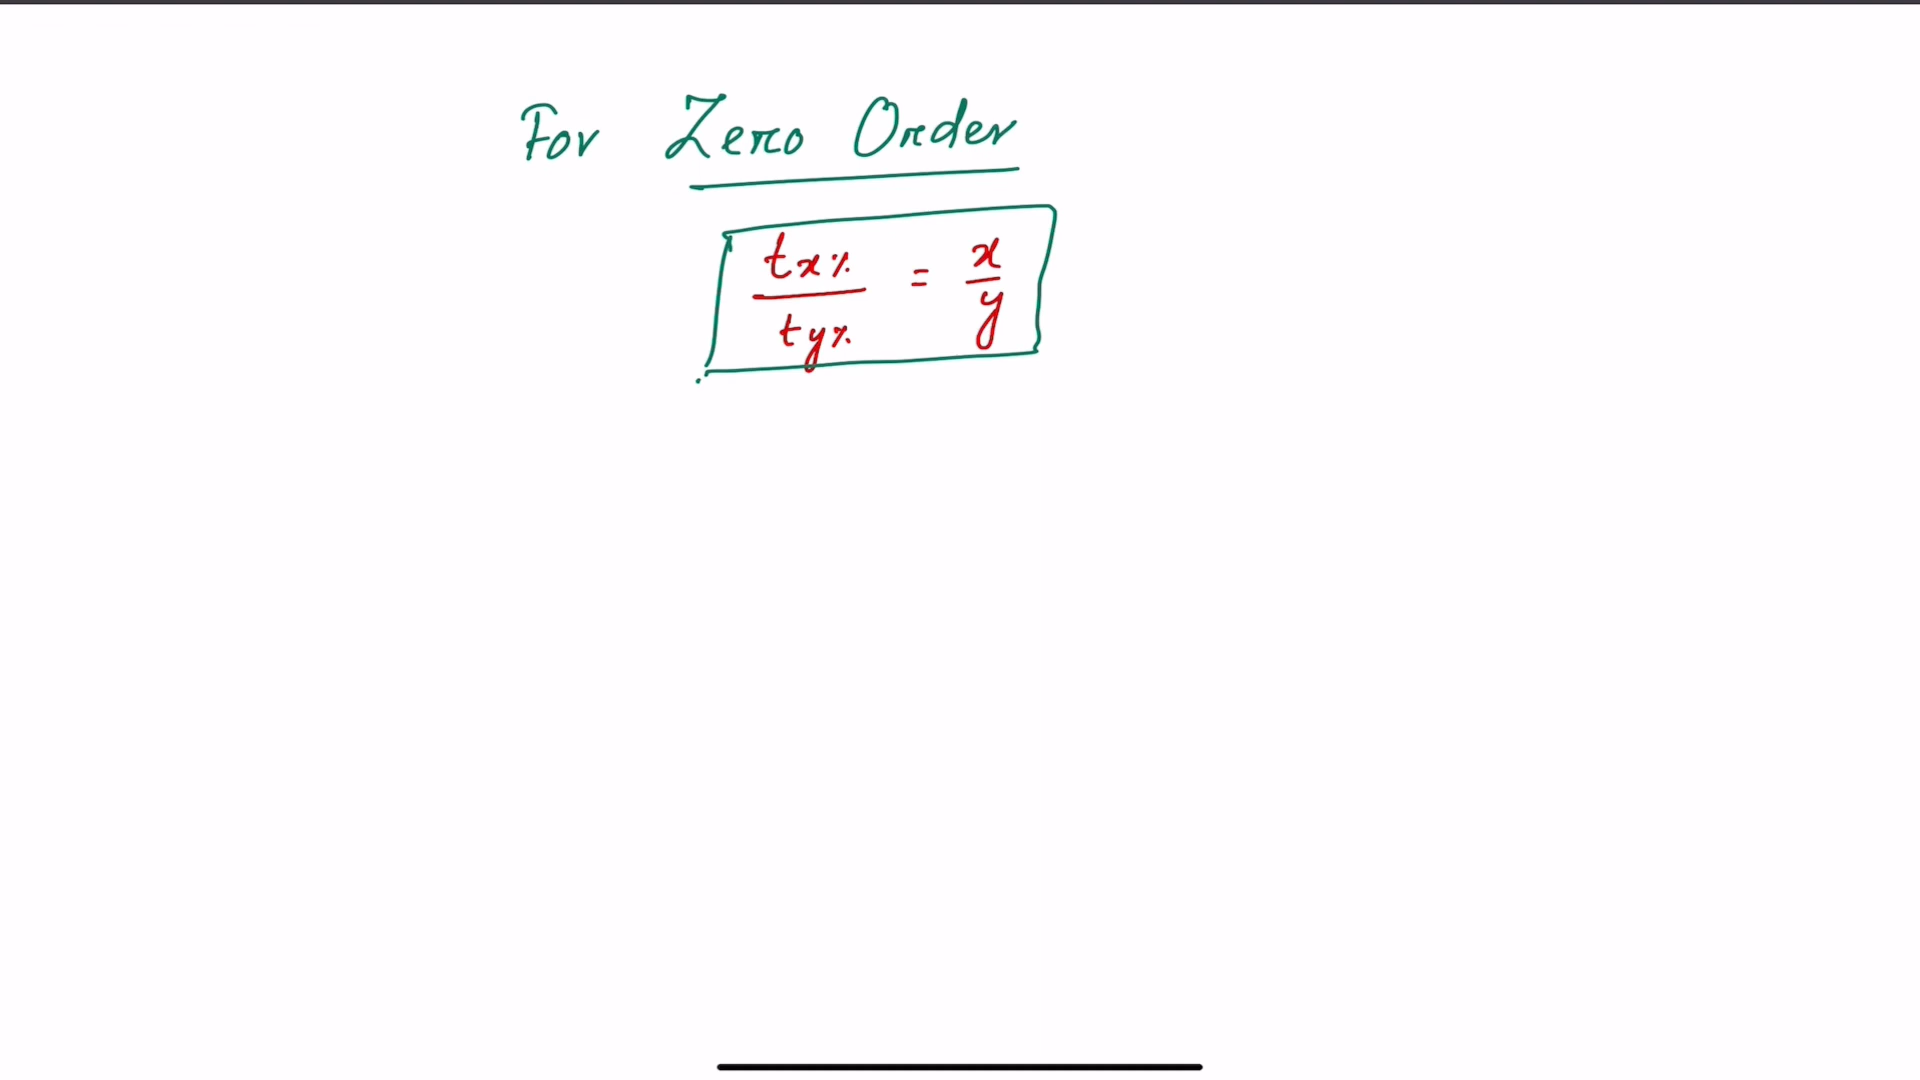 For Zero Order
tx% / ty% = x / y